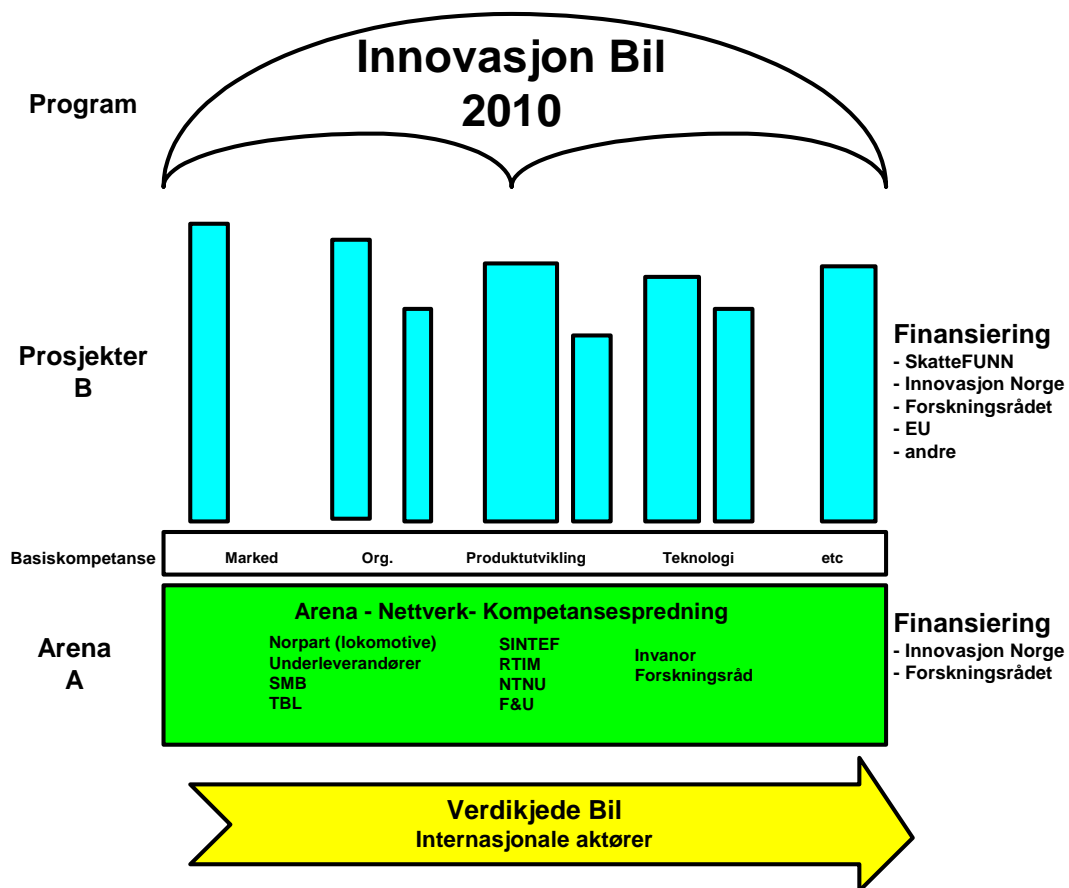 Innovasjon Bil
2010
Program
Prosjekter
B
Finansiering
- SkatteFUNN
- Innovasjon Norge
- Forskningsrådet
- EU
- andre
Basiskompetanse
Marked
Org.
Produktutvikling
Teknologi
etc
Arena
A
Arena - Nettverk- Kompetansespredning
Norpart (lokomotive)
Underleverandører
SMB
TBL
SINTEF
RTIM
NTNU
F&U
Invanor
Forskningsråd
Finansiering
- Innovasjon Norge
- Forskningsrådet
Verdikjede Bil
Internasjonale aktører